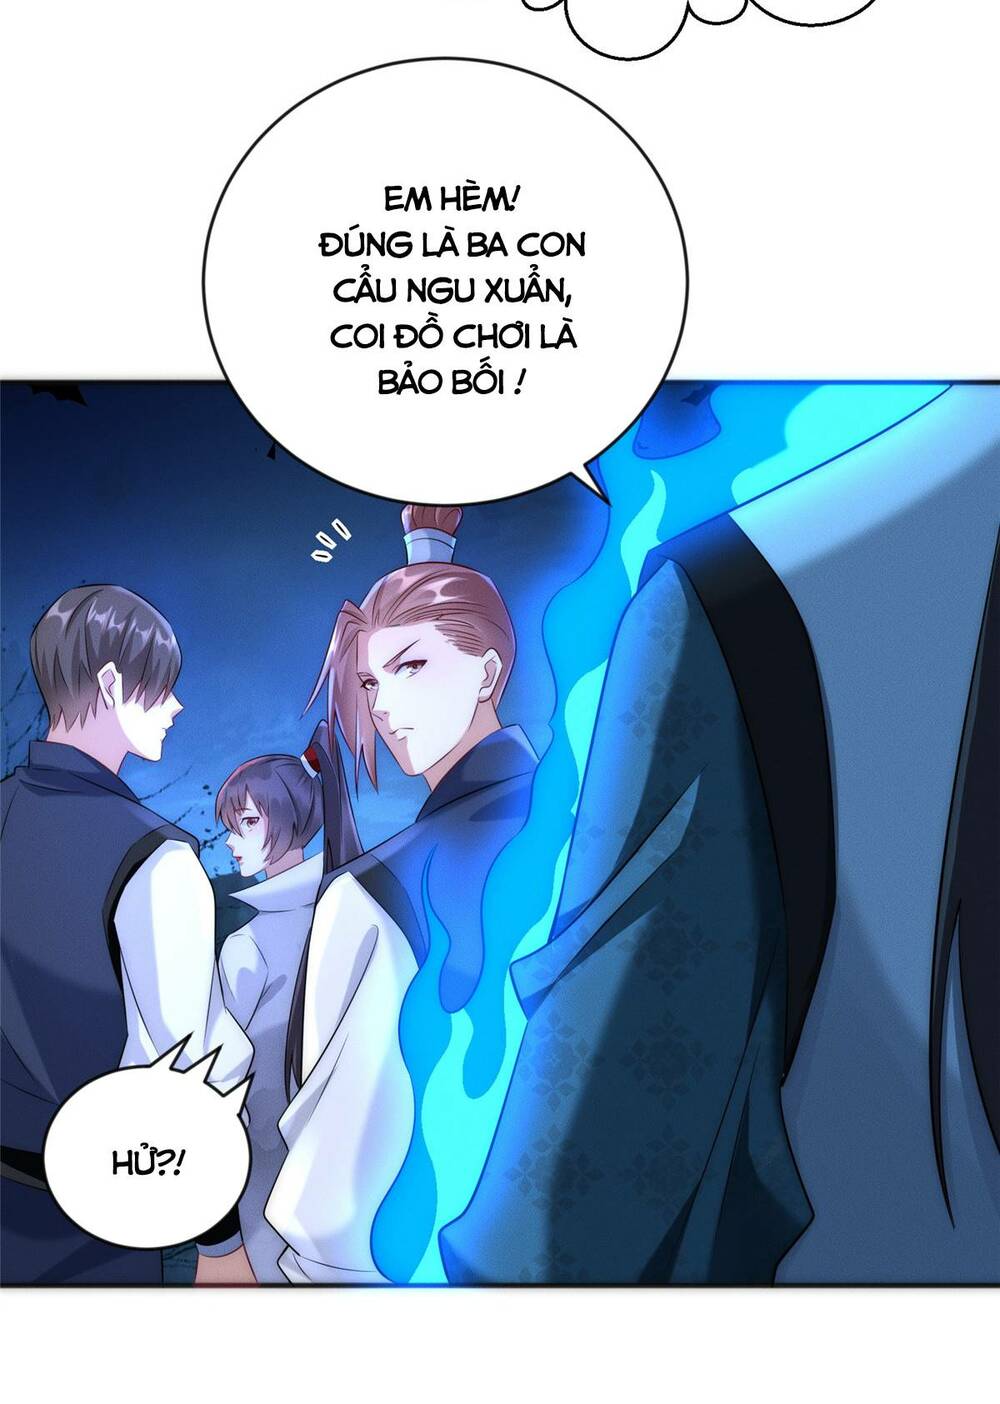 EM HÈM!
ĐÚNG LÀ BA CON
CẨU NGU XUẨN,
COI ĐỒ CHƠI LÀ
BẢO BỐI !
HỬ?!